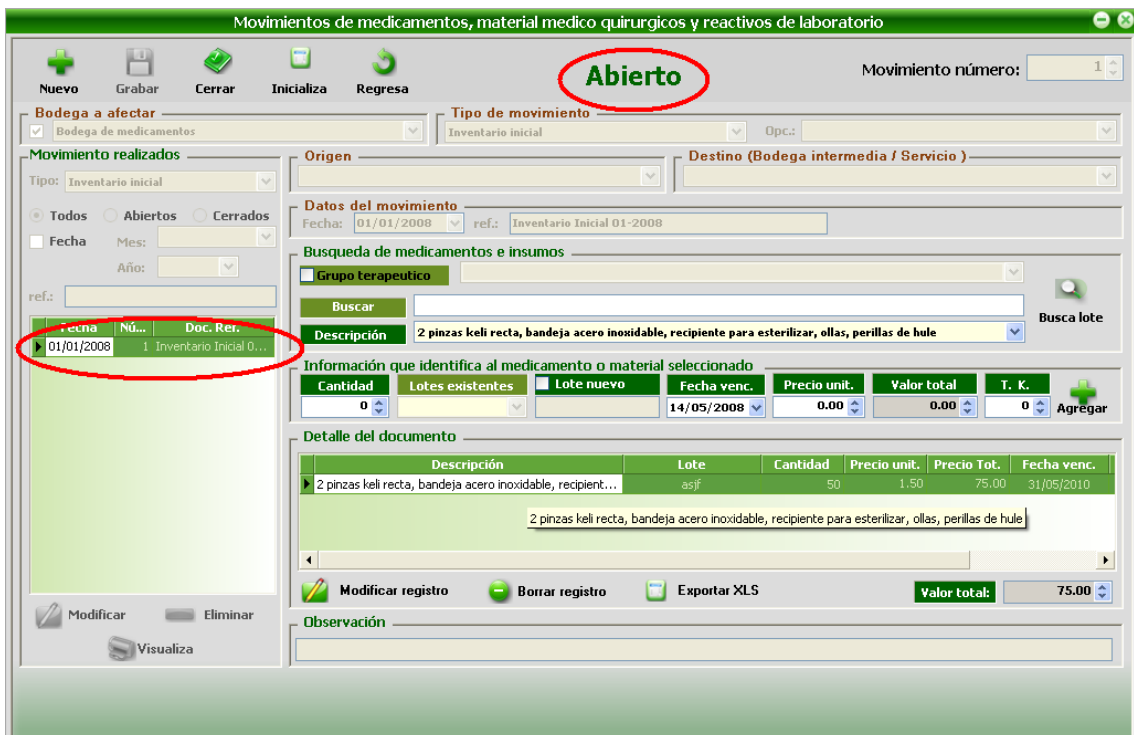 Movimientos de medicamentos, material medico quirurgicos y reactivos de laboratorio
Nuevo Grabar Cerrar Inicializa Regresa
Abierto
Movimiento número: 1
Bodega a afectar
Bodega de medicamentos
Tipo de movimiento
Inventario inicial Opc.:
Movimiento realizados
Tipo: Inventario inicial
Todos Abiertos Cerrados
Fecha Mes:
Año:
ref.:
Fecha Nú... Doc. Rer.
01/01/2008 1 Inventario Inicial 0...
Modificar Eliminar
Visualiza
Origen
Destino (Bodega intermedia / Servicio )
Datos del movimiento
Fecha: 01/01/2008 ref.: Inventario Inicial 01-2008
Busqueda de medicamentos e insumos
Grupo terapeutico
Buscar
Descripción 2 pinzas keli recta, bandeja acero inoxidable, recipiente para esterilizar, ollas, perillas de hule
Busca lote
Información que identifica al medicamento o material seleccionado
Cantidad Lotes existentes Lote nuevo Fecha venc. Precio unit. Valor total T. K.
0 14/05/2008 0.00 0.00 0 Agregar
Detalle del documento
Descripción Lote Cantidad Precio unit. Precio Tot. Fecha venc.
2 pinzas keli recta, bandeja acero inoxidable, recipient... asjf 50 1.50 75.00 31/05/2010
2 pinzas keli recta, bandeja acero inoxidable, recipiente para esterilizar, ollas, perillas de hule
Modificar registro Borrar registro Exportar XLS Valor total: 75.00
Observación